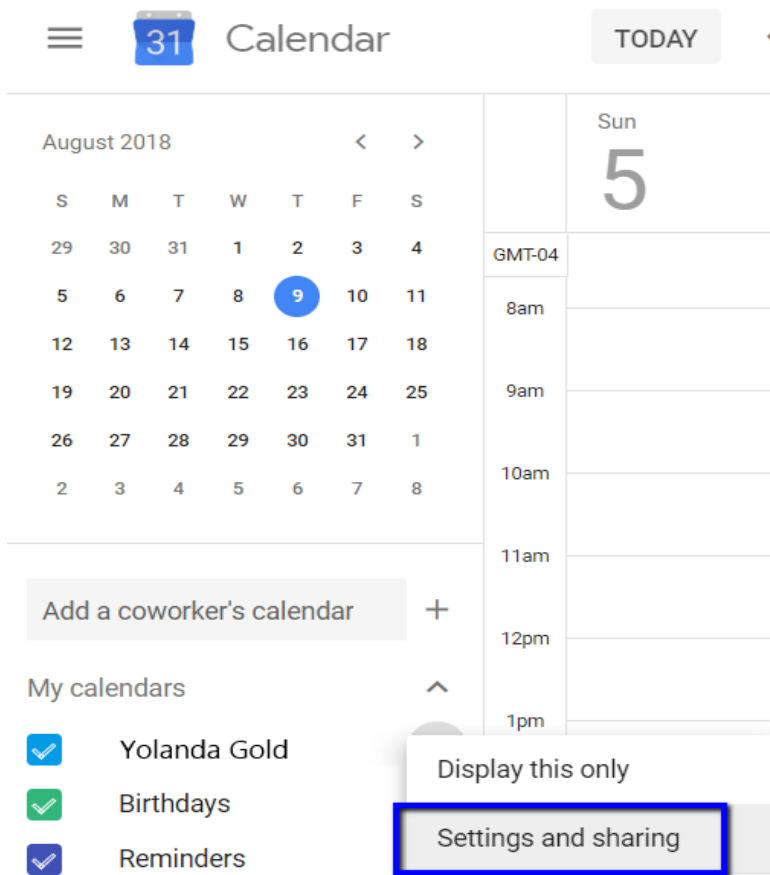 31 Calendar TODAY
August 2018
S M T W T F S
29 30 31 1 2 3 4
5 6 7 8 9 10 11
12 13 14 15 16 17 18
19 20 21 22 23 24 25
26 27 28 29 30 31 1
2 3 4 5 6 7 8
Add a coworker's calendar +
My calendars
Yolanda Gold
Birthdays
Reminders
Sun
5
GMT-04
8am
9am
10am
11am
12pm
1pm
Display this only
Settings and sharing